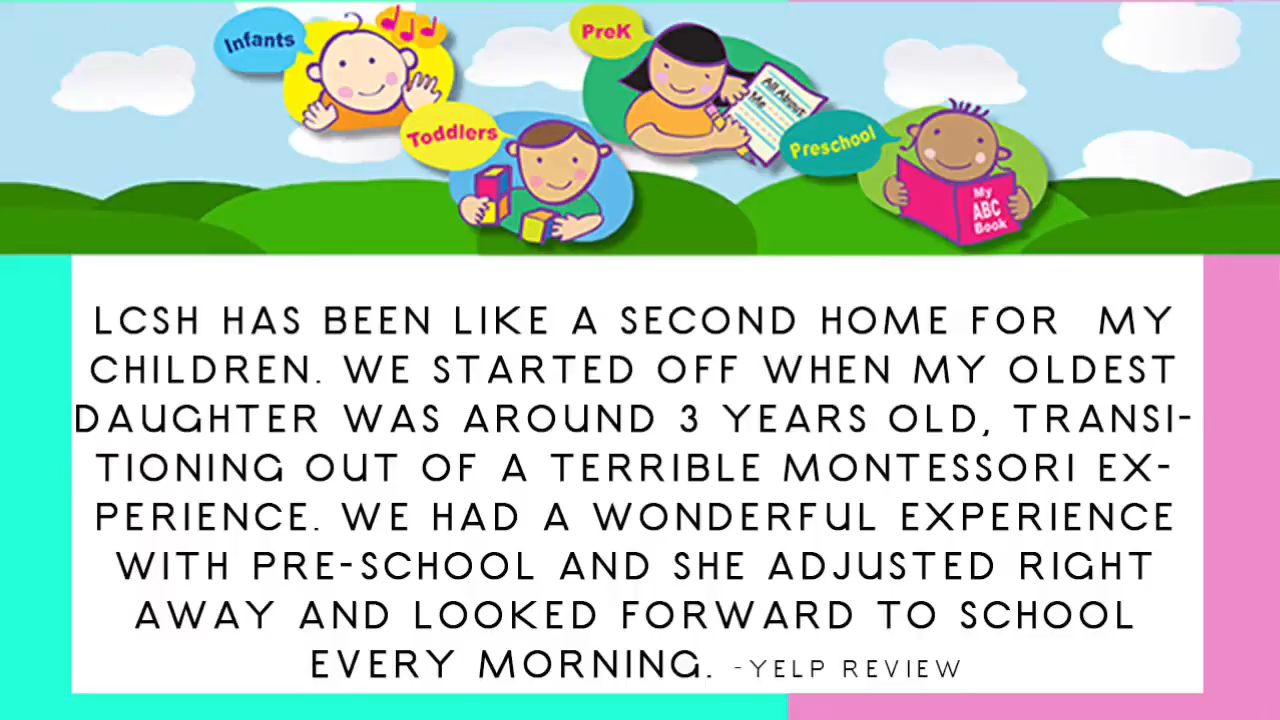 Infants
PreK
All About
Me
Toddlers
Preschool
My
ABC
Book
LCSH HAS BEEN LIKE A SECOND HOME FOR MY
CHILDREN. WE STARTED OFF WHEN MY OLDEST
DAUGHTER WAS AROUND 3 YEARS OLD, TRANSI-
TIONING OUT OF A TERRIBLE MONTESSORI EX-
PERIENCE. WE HAD A WONDERFUL EXPERIENCE
WITH PRE-SCHOOL AND SHE ADJUSTED RIGHT
AWAY AND LOOKED FORWARD TO SCHOOL
EVERY MORNING. -YELP REVIEW